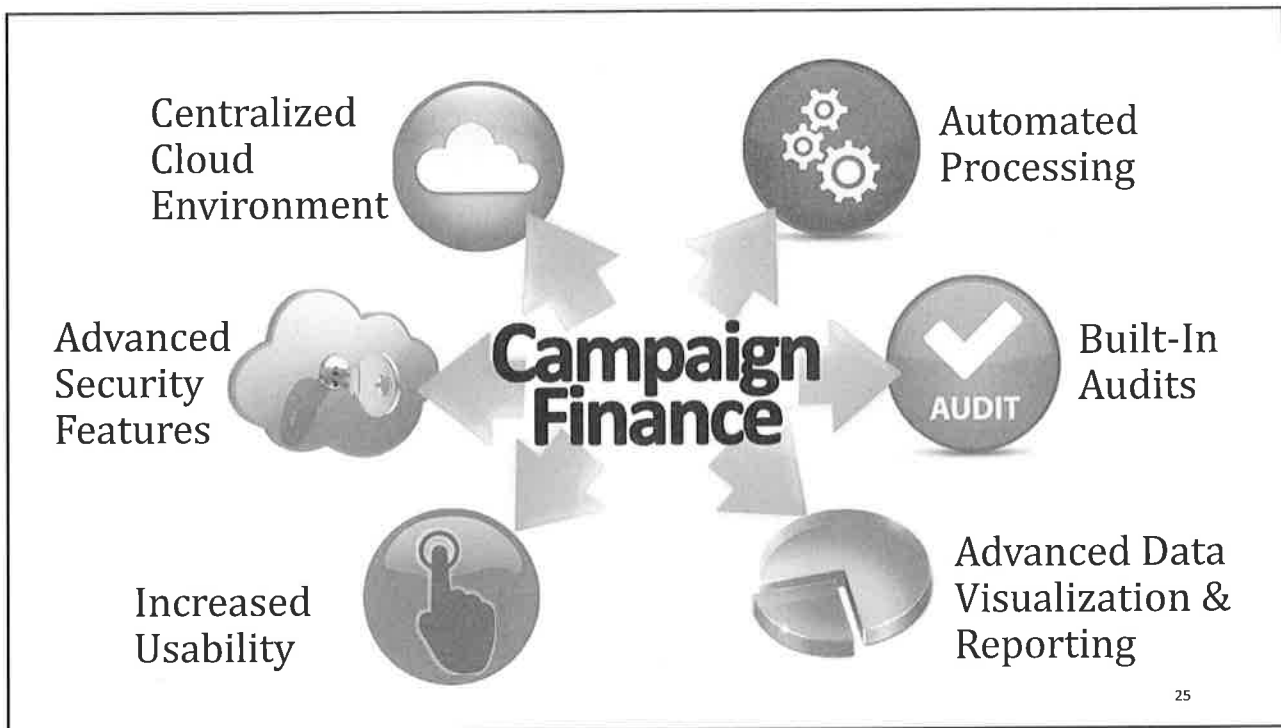 Centralized
Cloud
Environment
Automated
Processing
Advanced
Security
Features
Campaign
Finance
AUDIT
Built-In
Audits
Increased
Usability
Advanced Data
Visualization &
Reporting
25